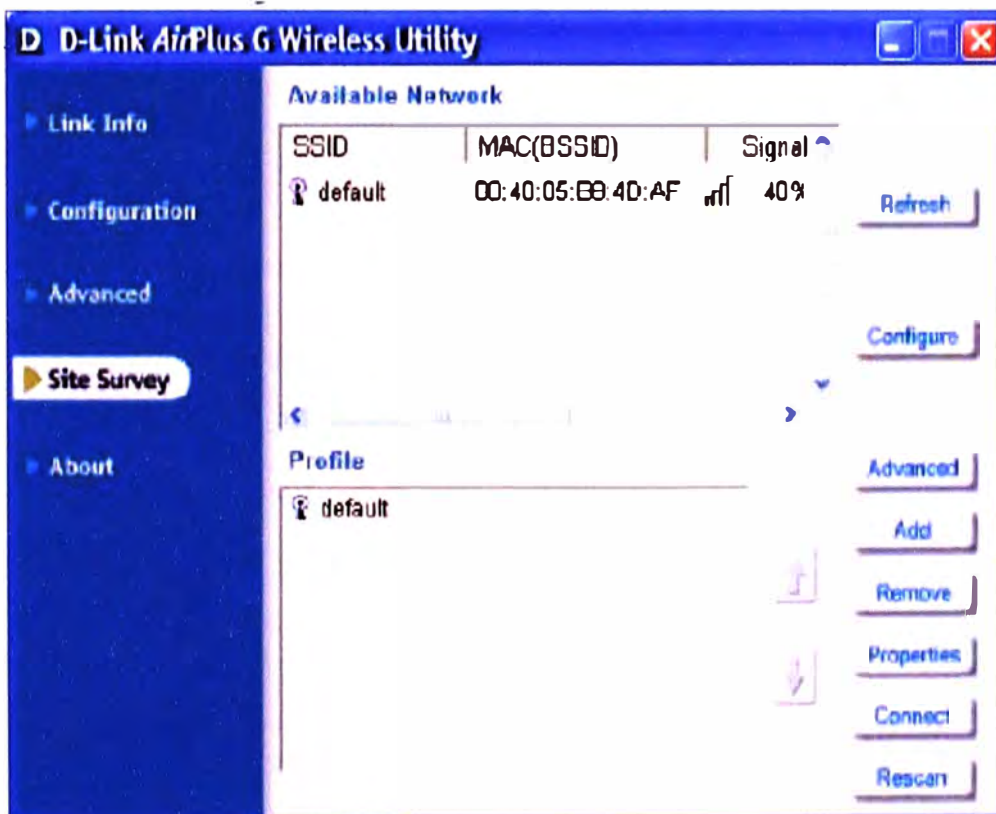 D D-Link AirPlus G Wireless Utility
Link Info
Configuration
Advanced
Site Survey
About
Available Network
SSID MAC(BSSID) Signal
default 00:40:05:B9:4D:AF 40%
Refresh
Configure
Profile
default
Advanced
Add
Remove
Properties
Connect
Rescan